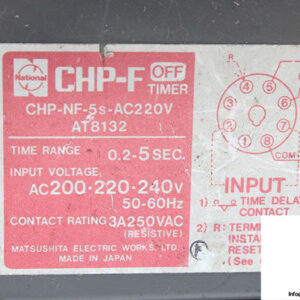 National
CHP-F OFF TIMER
CHP-NF-5s-AC220V
AT8132
TIME RANGE 0.2-5 SEC.
INPUT VOLTAGE,
AC200·220·240V
50-60Hz
CONTACT RATING 3A250VAC
(RESISTIVE)
MATSUSHITA ELECTRIC WORKS, LTD.
MADE IN JAPAN
R
4 5
3 6
2
1 8
COM
INPUT
1) TIME DELA
CONTACT
2) R: TERM
INSTA
RESET
(See